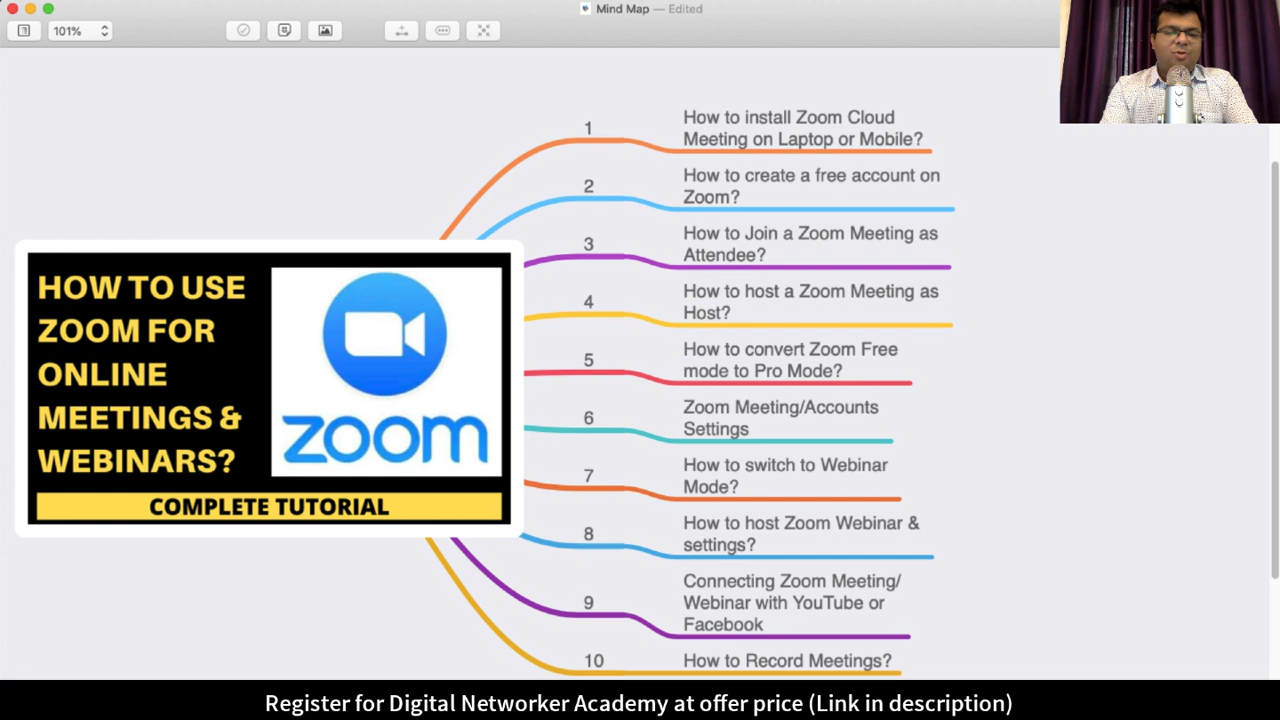 Mind Map — Edited
101%
1
How to install Zoom Cloud
Meeting on Laptop or Mobile?
2
How to create a free account on
Zoom?
3
How to Join a Zoom Meeting as
Attendee?
4
How to host a Zoom Meeting as
Host?
5
How to convert Zoom Free
mode to Pro Mode?
6
Zoom Meeting/Accounts
Settings
7
How to switch to Webinar
Mode?
8
How to host Zoom Webinar &
settings?
9
Connecting Zoom Meeting/
Webinar with YouTube or
Facebook
10
How to Record Meetings?
HOW TO USE
ZOOM FOR
ONLINE
MEETINGS &
WEBINARS?
zoom
COMPLETE TUTORIAL
Register for Digital Networker Academy at offer price (Link in description)